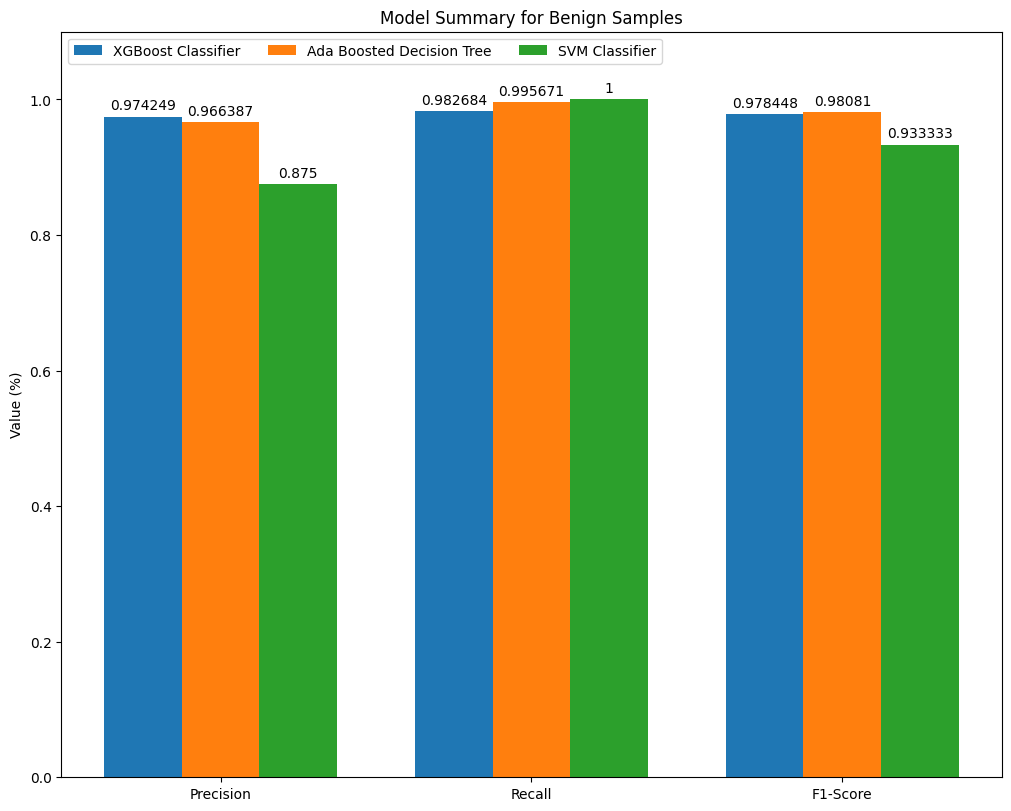 Model Summary for Benign Samples
XGBoost Classifier
Ada Boosted Decision Tree
SVM Classifier
0.974249
0.966387
0.875
0.982684
0.995671
1
0.978448
0.98081
0.933333
1.0
0.8
0.6
0.4
0.2
0.0
Value (%)
Precision
Recall
F1-Score